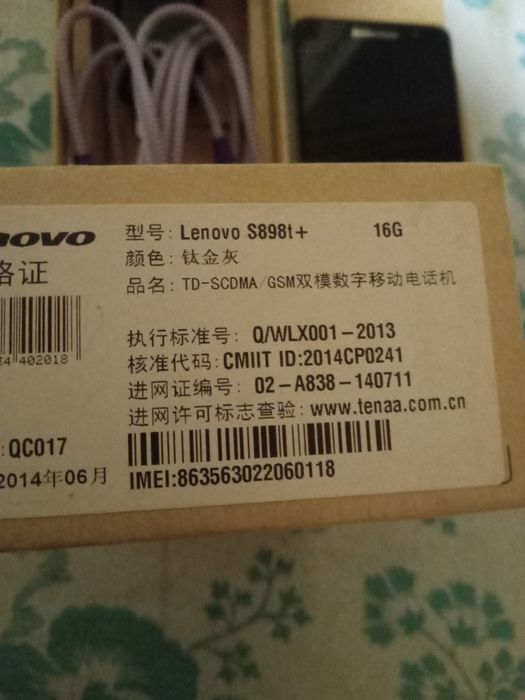 novo
格证
402018
QC017
2014年06月
型号: Lenovo S898t+ 16G
颜色: 钛金灰
品名: TD-SCDMA/GSM双模数字移动电话机
执行标准号: Q/WLX001-2013
核准代码: CMIIT ID:2014CP0241
进网证编号: 02-A838-140711
进网许可标志查验: www.tenaa.com.cn
IMEI:863563022060118